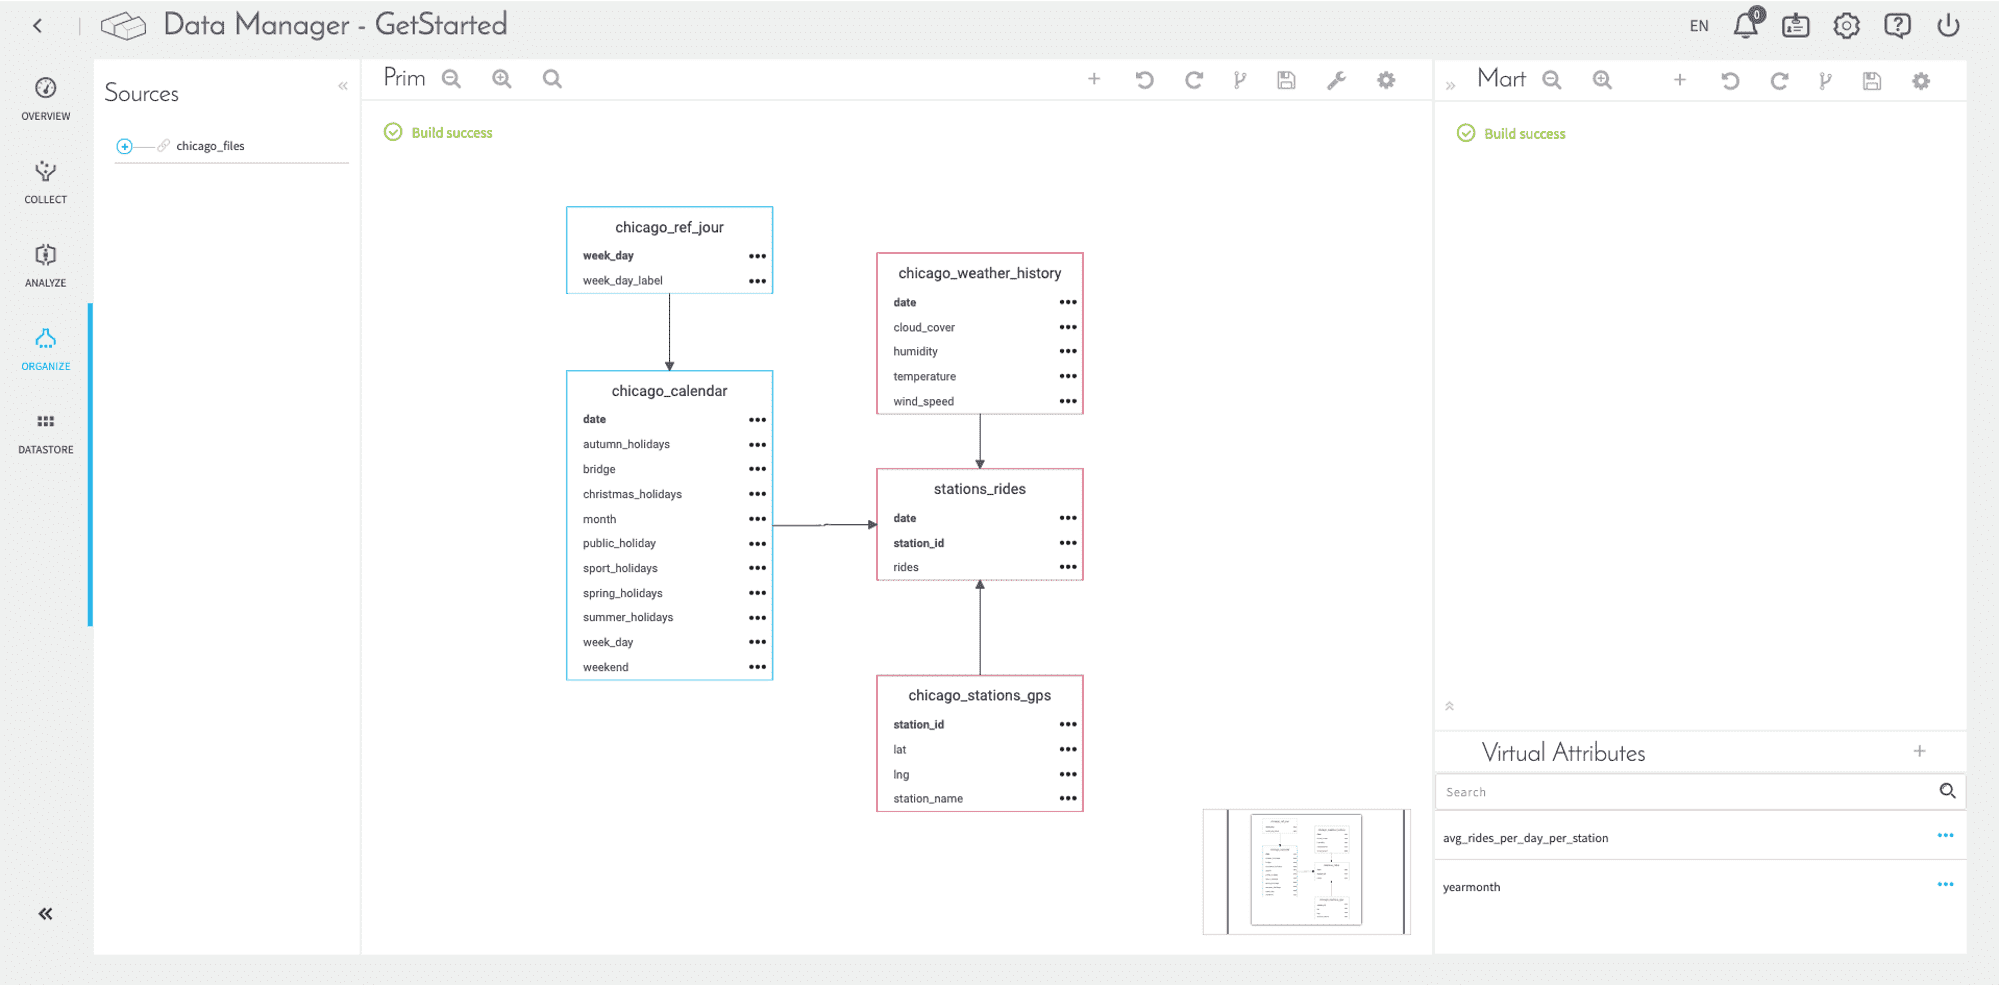 Data Manager - GetStarted
EN
0
OVERVIEW
COLLECT
ANALYZE
ORGANIZE
DATASTORE
Sources
chicago_files
Prim
Build success
chicago_ref_jour
week_day
week_day_label
chicago_calendar
date
autumn_holidays
bridge
christmas_holidays
month
public_holiday
sport_holidays
spring_holidays
summer_holidays
week_day
weekend
chicago_weather_history
date
cloud_cover
humidity
temperature
wind_speed
stations_rides
date
station_id
rides
chicago_stations_gps
station_id
lat
lng
station_name
Mart
Build success
Virtual Attributes
Search
avg_rides_per_day_per_station
yearmonth